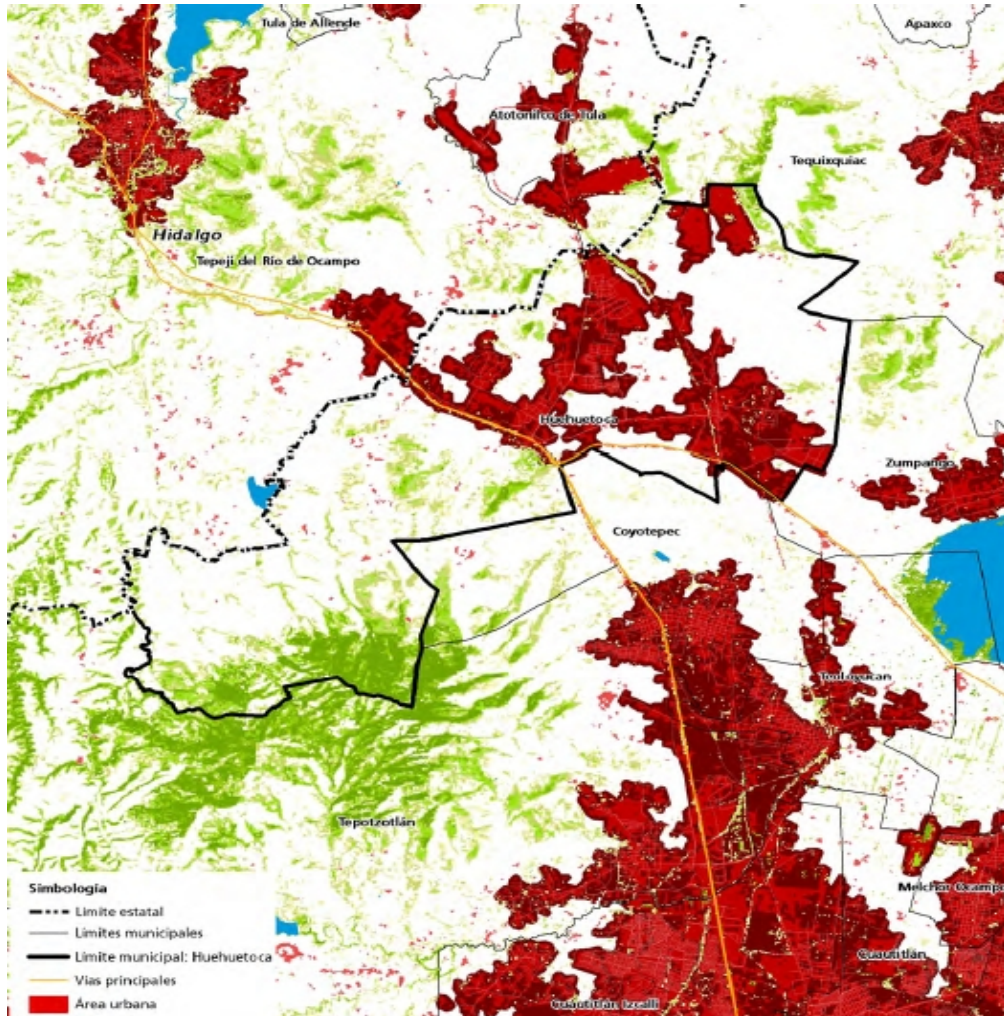 Tula de Allende
Apaxco
Atotonilco de Tula
Tequixquiac
Hidalgo
Tepeji del Río de Ocampo
Huehuetoca
Zumpango
Coyotepec
Teoloyucan
Tepotzotlán
Melchor Ocampo
Cuautitlán
Cuautitlán Izcalli
Simbología
Límite estatal
Límites municipales
Límite municipal: Huehuetoca
Vías principales
Área urbana